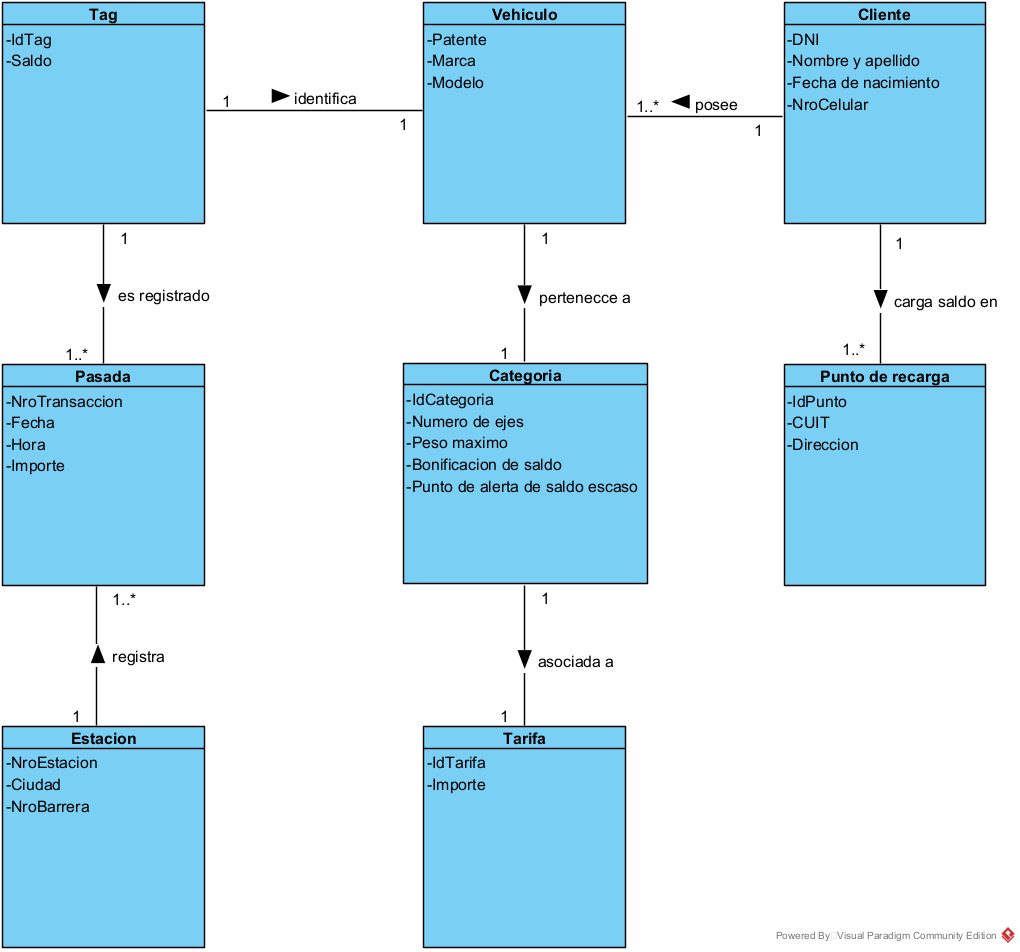 Tag
-IdTag
-Saldo
Vehiculo
-Patente
-Marca
-Modelo
Cliente
-DNI
-Nombre y apellido
-Fecha de nacimiento
-NroCelular
1
identifica
1
1..*
posee
1
1
es registrado
1..*
1
pertenecce a
1
1
carga saldo en
1..*
Pasada
-NroTransaccion
-Fecha
-Hora
-Importe
Categoria
-IdCategoria
-Numero de ejes
-Peso maximo
-Bonificacion de saldo
-Punto de alerta de saldo escaso
Punto de recarga
-IdPunto
-CUIT
-Direccion
1..*
registra
1
1
asociada a
1
Estacion
-NroEstacion
-Ciudad
-NroBarrera
Tarifa
-IdTarifa
-Importe
Powered By Visual Paradigm Community Edition